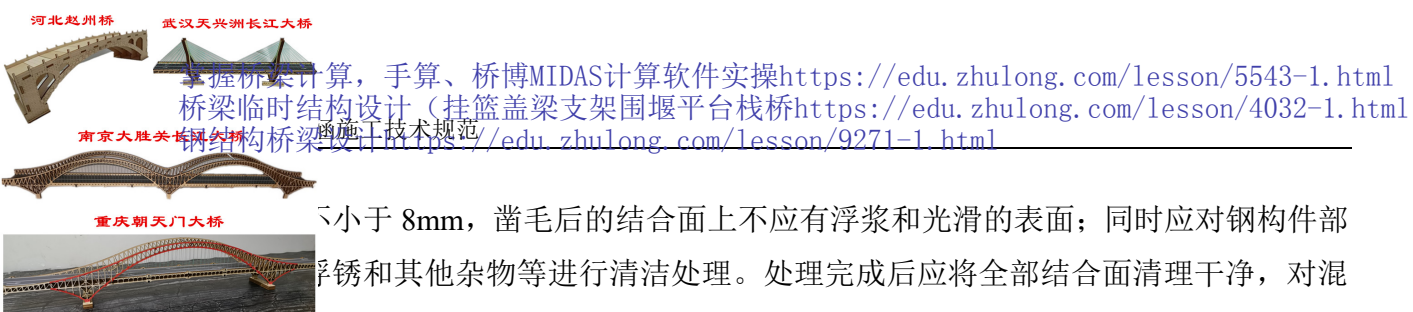 河北赵州桥
武汉天兴洲长江大桥
掌握桥梁计算，手算、桥博MIDAS计算软件实操https://edu.zhulong.com/lesson/5543-1.html
桥梁临时结构设计（挂篮盖梁支架围堰平台栈桥https://edu.zhulong.com/lesson/4032-1.html
南京大胜关长江大桥
钢结构桥梁设计https://edu.zhulong.com/lesson/9271-1.html
涵施工技术规范
重庆朝天门大桥
不小于 8mm，凿毛后的结合面上不应有浮浆和光滑的表面；同时应对钢构件部
浮锈和其他杂物等进行清洁处理。处理完成后应将全部结合面清理干净，对混